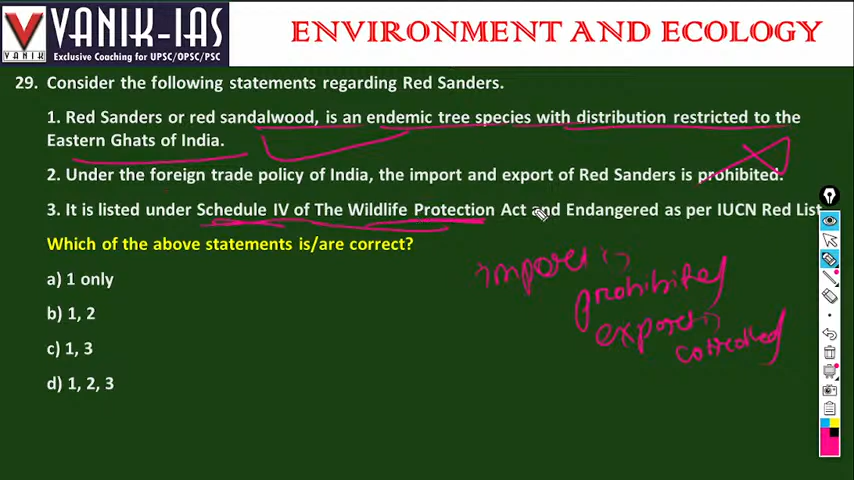 VANIK-IAS
VANIK
Exclusive Coaching for UPSC/OPSC/PSC
ENVIRONMENT AND ECOLOGY
29. Consider the following statements regarding Red Sanders.
1. Red Sanders or red sandalwood, is an endemic tree species with distribution restricted to the
Eastern Ghats of India.
2. Under the foreign trade policy of India, the import and export of Red Sanders is prohibited.
3. It is listed under Schedule IV of The Wildlife Protection Act and Endangered as per IUCN Red List
Which of the above statements is/are correct?
import is
prohibited
a) 1 only
b) 1, 2
export is
controlled
c) 1, 3
d) 1, 2, 3